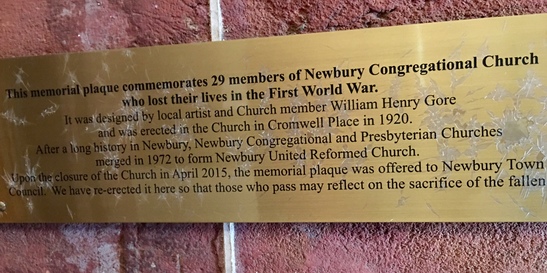 This memorial plaque commemorates 29 members of Newbury Congregational Church
who lost their lives in the First World War.
It was designed by local artist and Church member William Henry Gore
and was erected in the Church in Cromwell Place in 1920.
After a long history in Newbury, Newbury Congregational and Presbyterian Churches
merged in 1972 to form Newbury United Reformed Church.
Upon the closure of the Church in April 2015, the memorial plaque was offered to Newbury Town
Council. We have re-erected it here so that those who pass may reflect on the sacrifice of the fallen